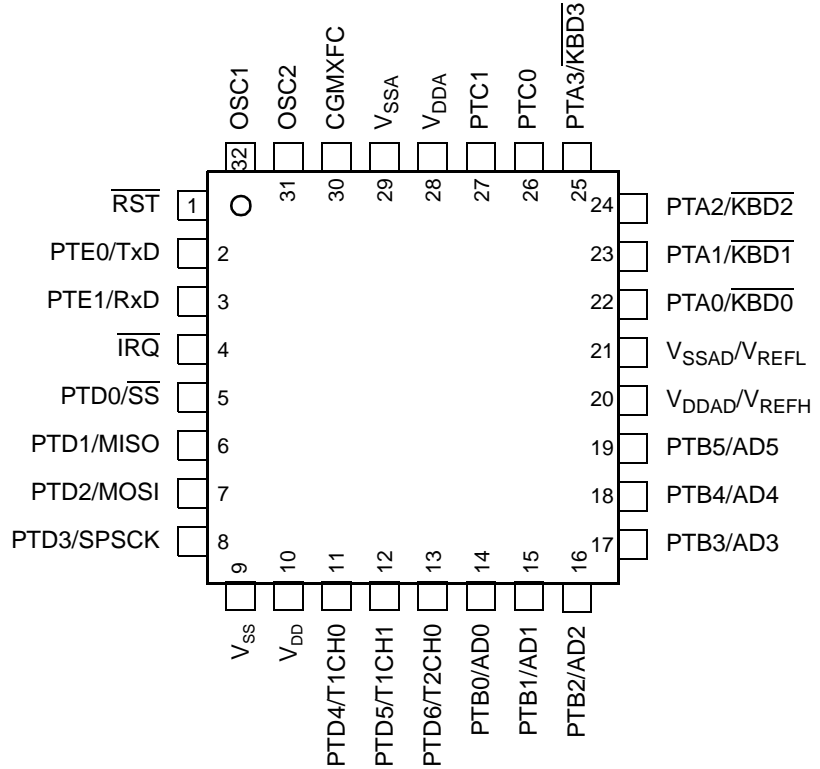 OSC1
OSC2
CGMXFC
VSSA
VDDA
PTC1
PTC0
PTA3/KBD3
32
31
30
29
28
27
26
25
RST
1
PTE0/TxD
2
PTE1/RxD
3
IRQ
4
PTD0/SS
5
PTD1/MISO
6
PTD2/MOSI
7
PTD3/SPSCK
8
24
PTA2/KBD2
23
PTA1/KBD1
22
PTA0/KBD0
21
VSSAD/VREFL
20
VDDAD/VREFH
19
PTB5/AD5
18
PTB4/AD4
17
PTB3/AD3
9
10
11
12
13
14
15
16
VSS
VDD
PTD4/T1CH0
PTD5/T1CH1
PTD6/T2CH0
PTB0/AD0
PTB1/AD1
PTB2/AD2